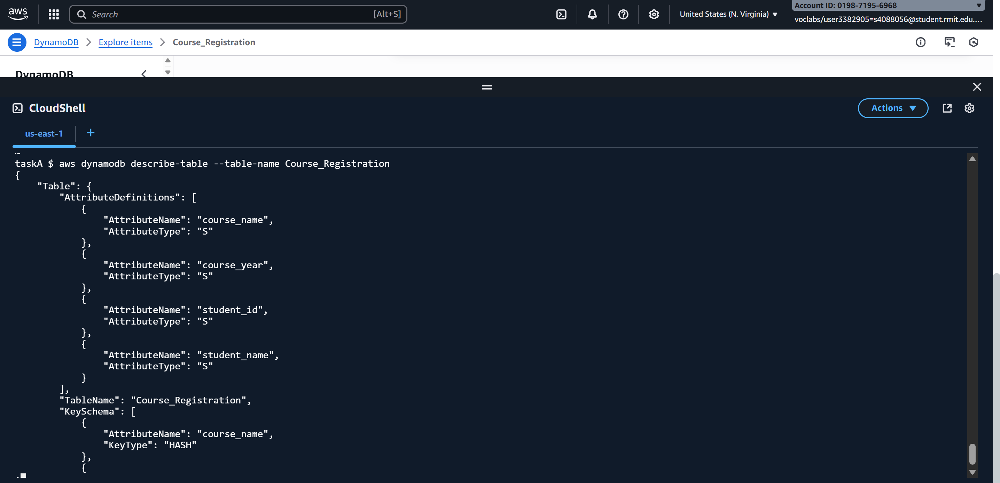 aws
Search
[Alt+S]
United States (N. Virginia)
Account ID: 0198-7195-6968
voclabs/user3382905=s4088056@student.rmit.edu....
DynamoDB
Explore items
Course_Registration
DynamoDB
CloudShell
Actions
us-east-1
+
taskA $ aws dynamodb describe-table --table-name Course_Registration
{
    "Table": {
        "AttributeDefinitions": [
            {
                "AttributeName": "course_name",
                "AttributeType": "S"
            },
            {
                "AttributeName": "course_year",
                "AttributeType": "S"
            },
            {
                "AttributeName": "student_id",
                "AttributeType": "S"
            },
            {
                "AttributeName": "student_name",
                "AttributeType": "S"
            }
        ],
        "TableName": "Course_Registration",
        "KeySchema": [
            {
                "AttributeName": "course_name",
                "KeyType": "HASH"
            },
            {